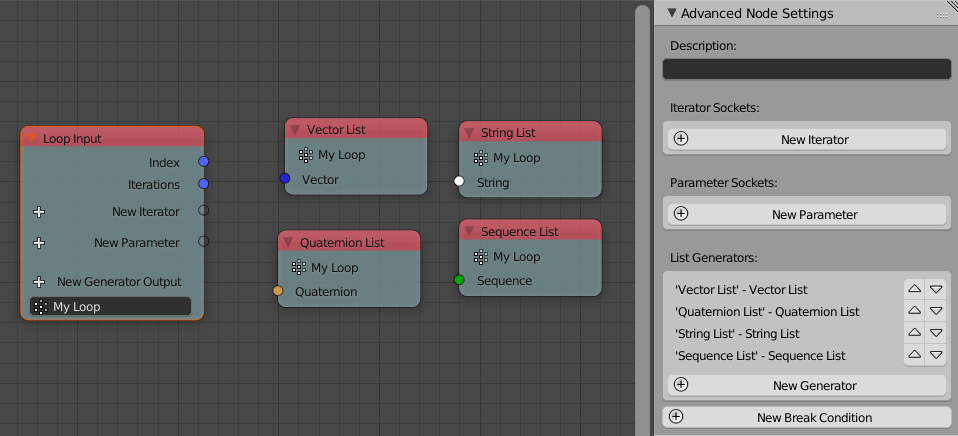 Loop Input
Index
Iterations
New Iterator
New Parameter
New Generator Output
My Loop
Vector List
My Loop
Vector
Quaternion List
My Loop
Quaternion
String List
My Loop
String
Sequence List
My Loop
Sequence
Advanced Node Settings
Description:
Iterator Sockets:
New Iterator
Parameter Sockets:
New Parameter
List Generators:
'Vector List' - Vector List
'Quaternion List' - Quaternion List
'String List' - String List
'Sequence List' - Sequence List
New Generator
New Break Condition